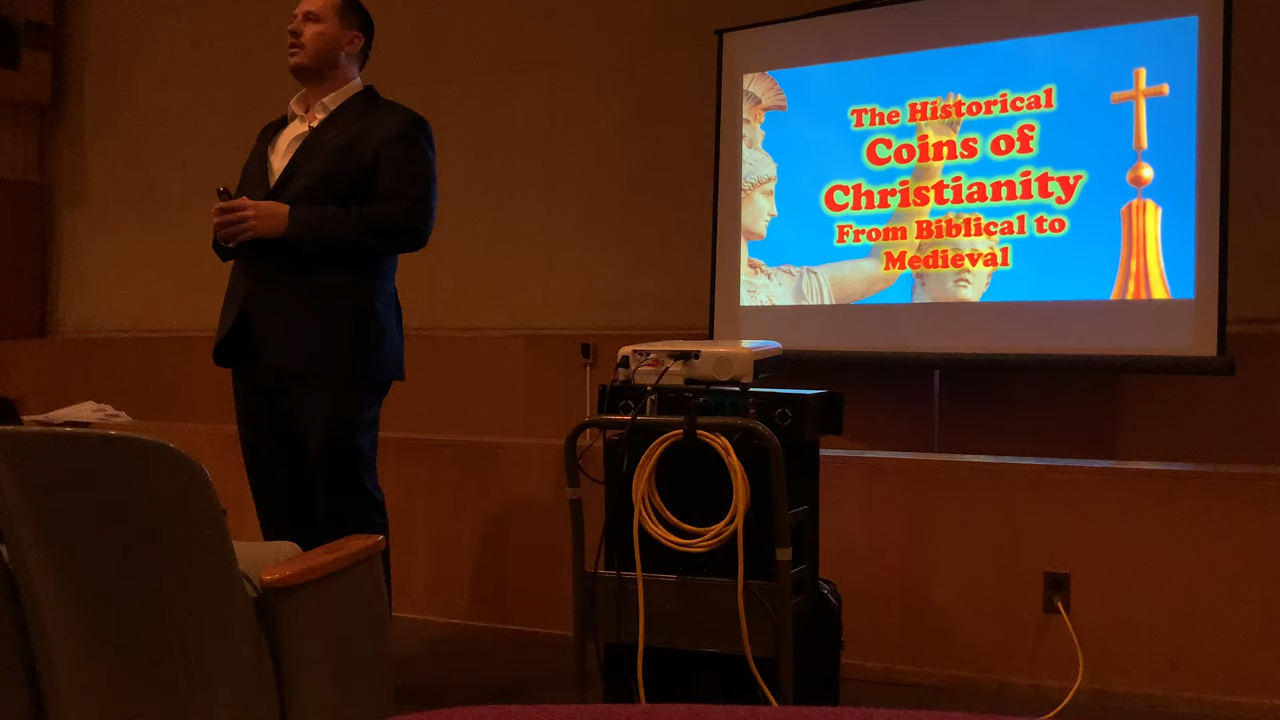 The Historical
Coins of
Christianity
From Biblical to
Medieval